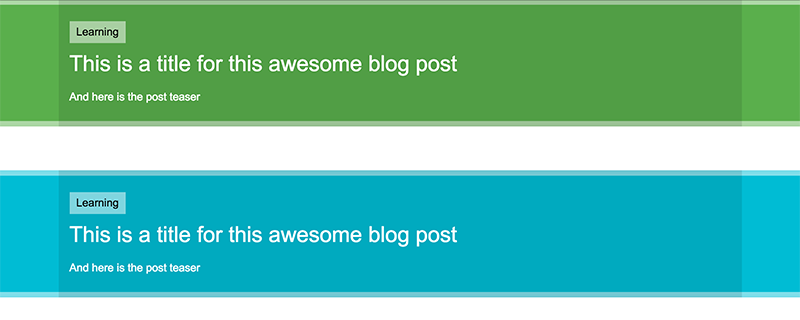 Learning
This is a title for this awesome blog post
And here is the post teaser
Learning
This is a title for this awesome blog post
And here is the post teaser